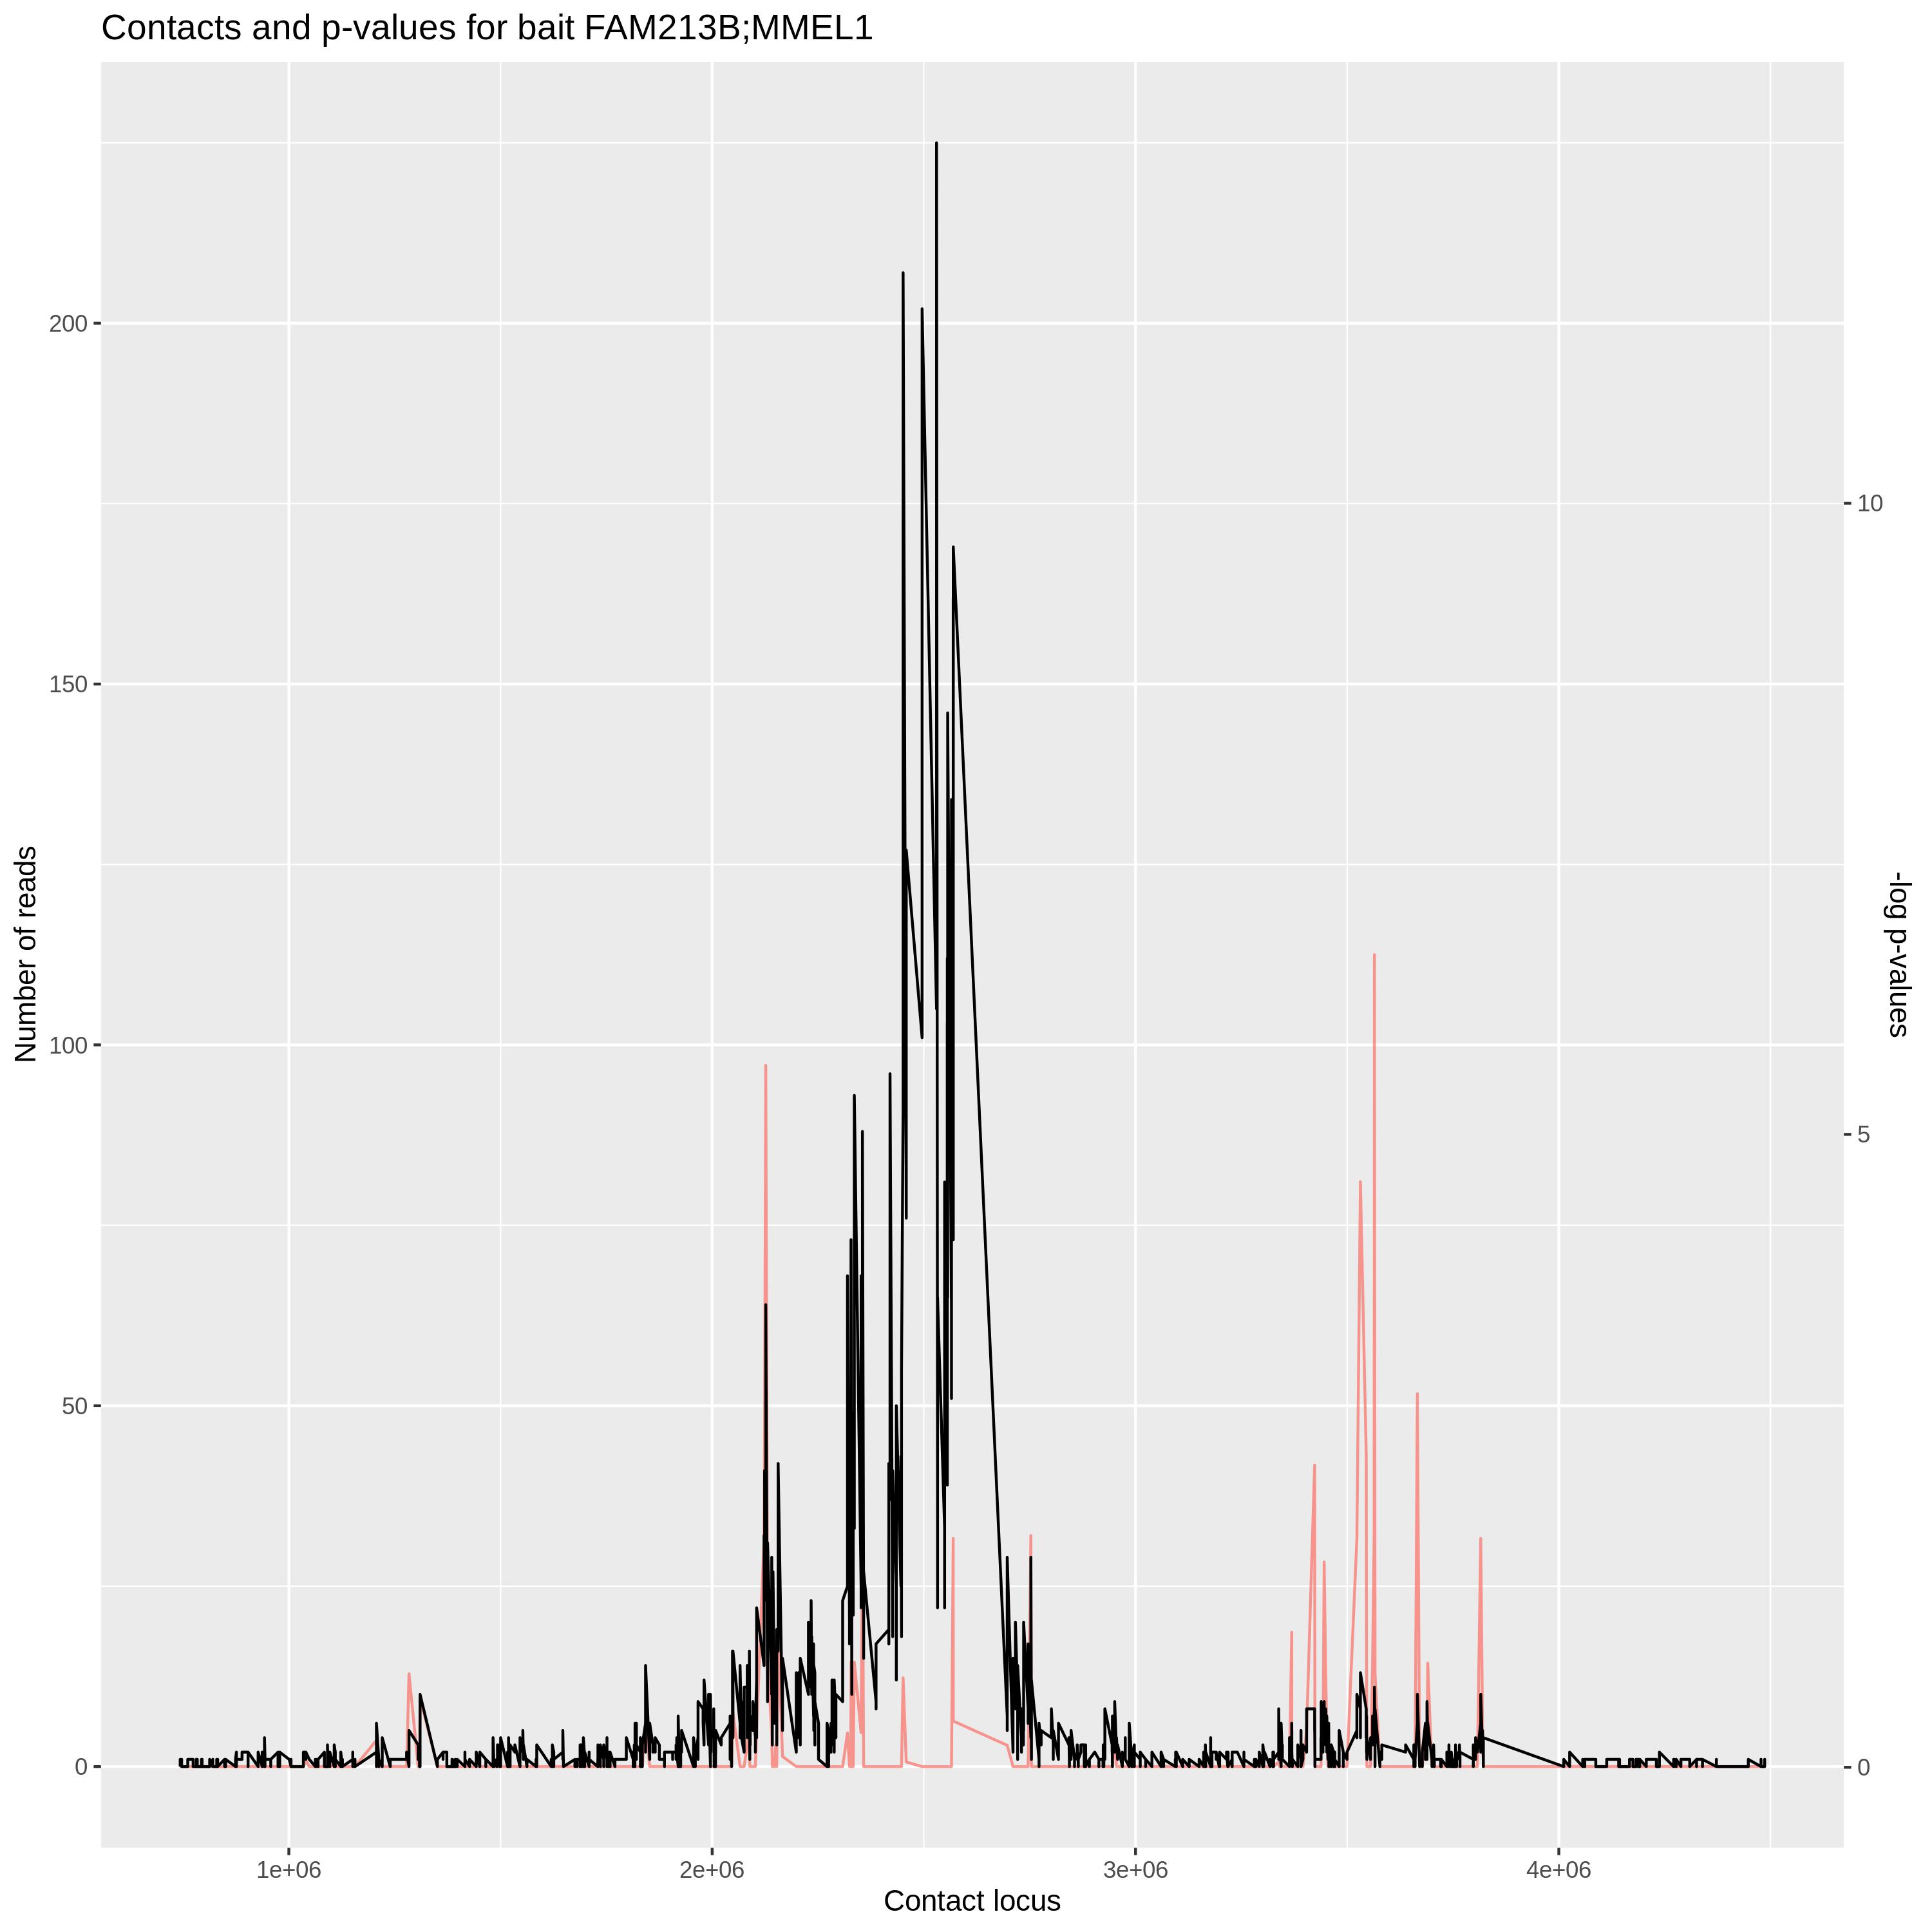 Contacts and p-values for bait FAM213B;MMEL1
200
150
100
50
0
Number of reads
10
5
0
-log p-values
1e+06
2e+06
3e+06
4e+06
Contact locus